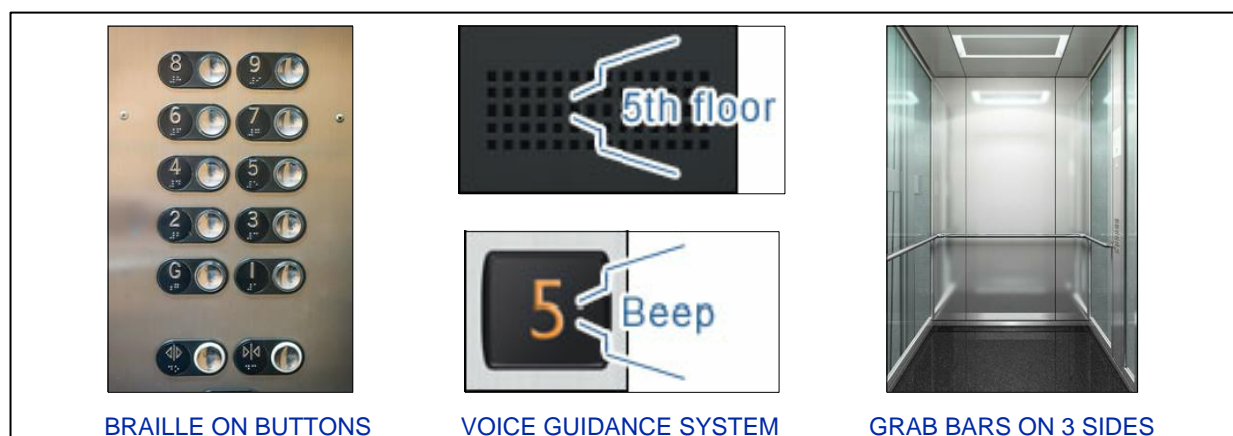 8 9
6 7
4 5
2 3
G 1
BRAILLE ON BUTTONS
5th floor
5 Beep
VOICE GUIDANCE SYSTEM
GRAB BARS ON 3 SIDES